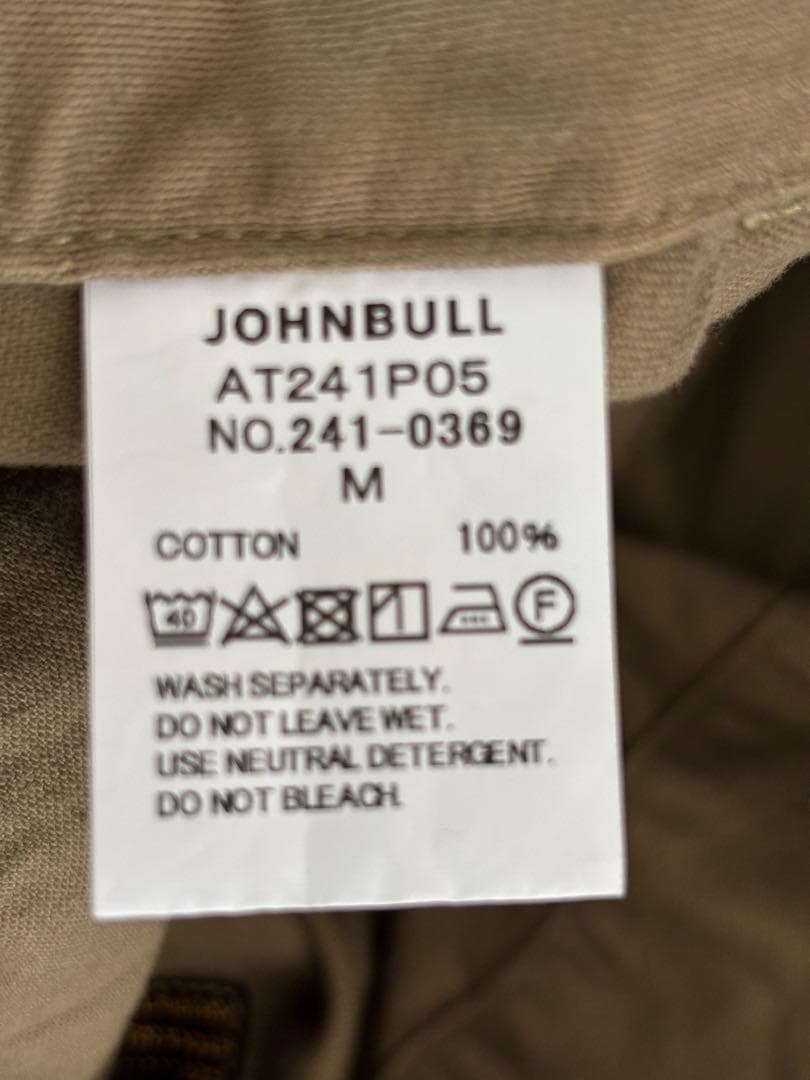 JOHNBULL
AT241P05
NO.241-0369
M
COTTON 100%
40 F
WASH SEPARATELY.
DO NOT LEAVE WET.
USE NEUTRAL DETERGENT.
DO NOT BLEACH.